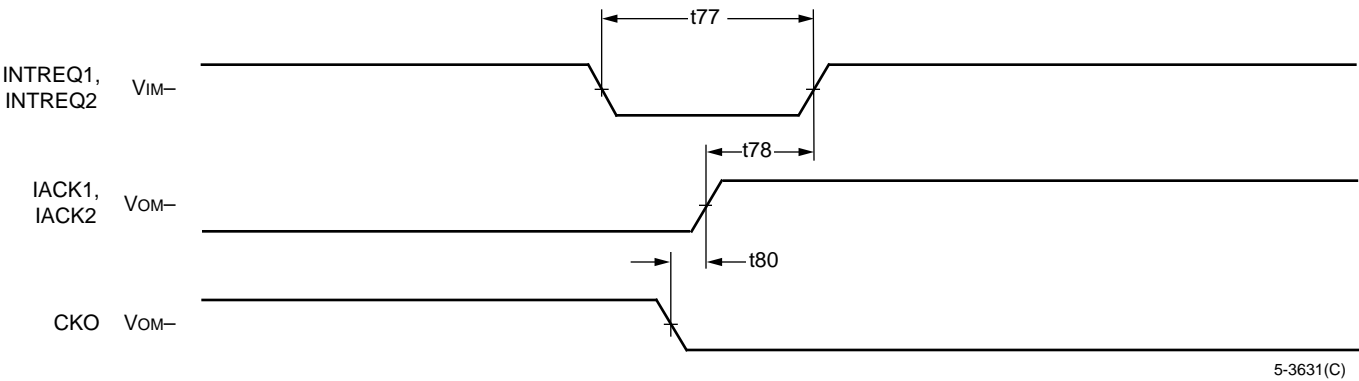 t77
INTREQ1,
INTREQ2
VIM–
t78
IACK1,
IACK2
VOM–
t80
CKO
VOM–
5-3631(C)